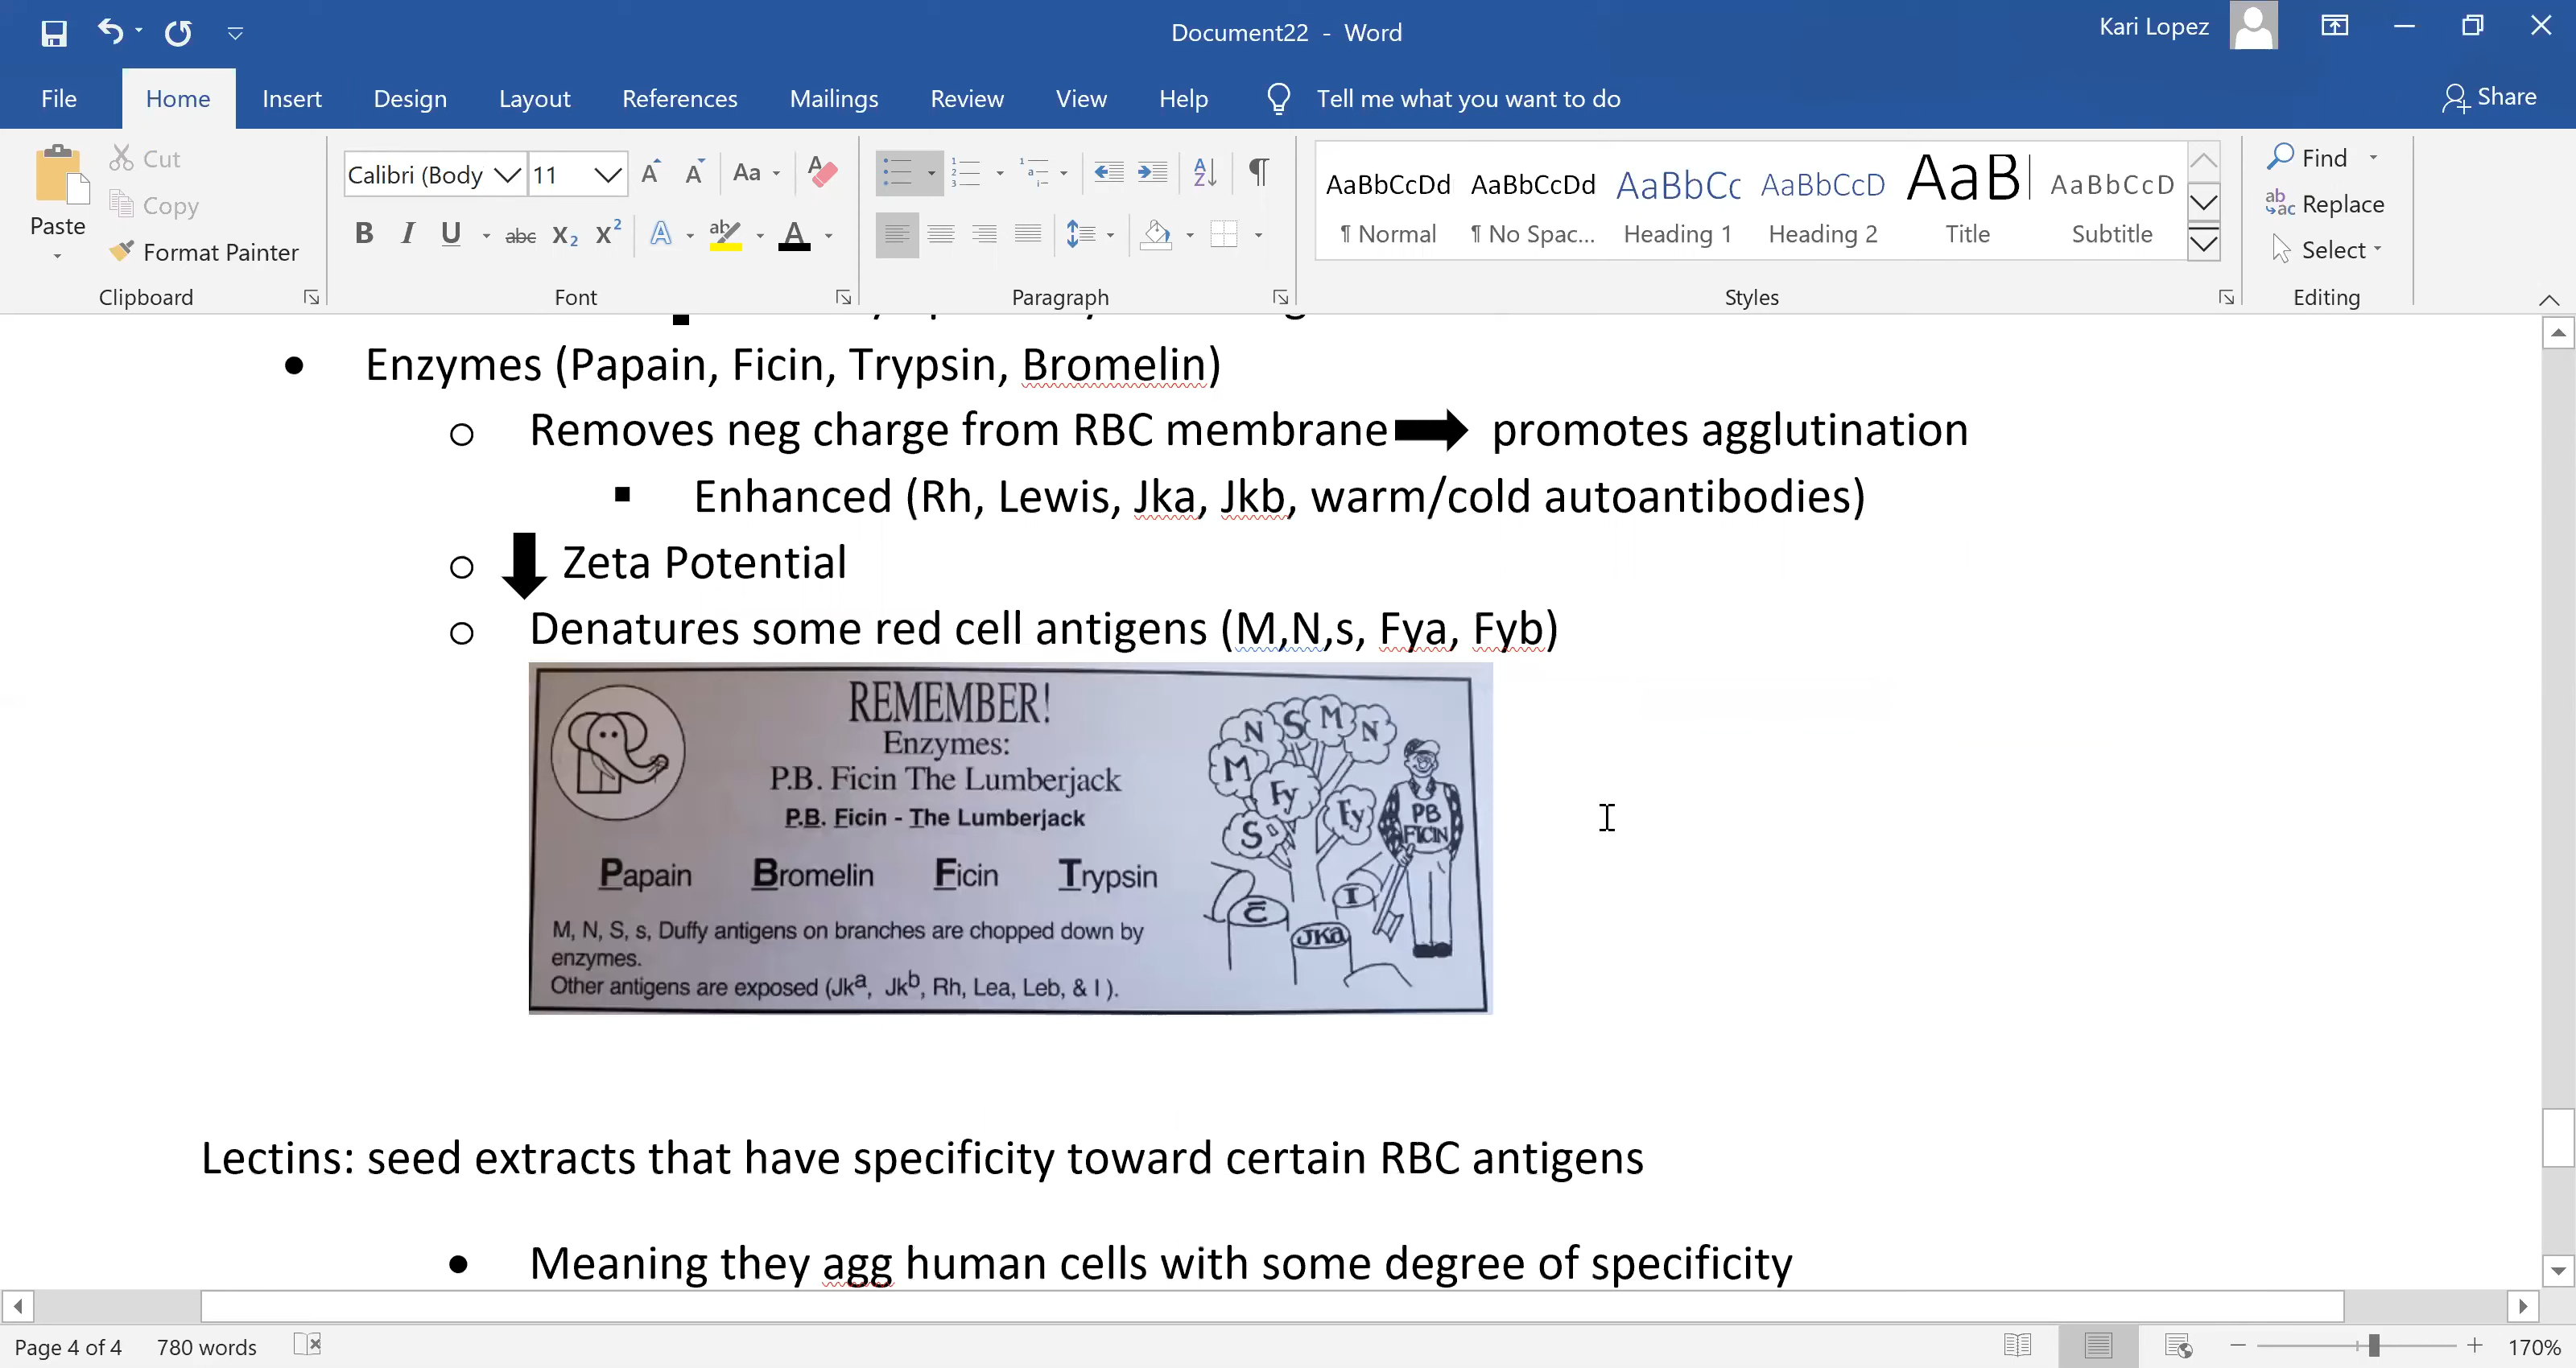 Document22 - Word
Kari Lopez
File Home Insert Design Layout References Mailings Review View Help Tell me what you want to do Share
Paste
Cut
Copy
Format Painter
Clipboard
Calibri (Body 11
Aa
B I U abc X2 X2 A ab A
Font
Paragraph
AaBbCcDd AaBbCcDd AaBbCc AaBbCcD AaB AaBbCcD
¶ Normal ¶ No Spac... Heading 1 Heading 2 Title Subtitle
Styles
Find
Replace
Select
Editing
• Enzymes (Papain, Ficin, Trypsin, Bromelin)
o Removes neg charge from RBC membrane promotes agglutination
▪ Enhanced (Rh, Lewis, Jka, Jkb, warm/cold autoantibodies)
o Zeta Potential
o Denatures some red cell antigens (M,N,s, Fya, Fyb)
REMEMBER!
Enzymes:
P.B. Ficin The Lumberjack
P.B. Ficin - The Lumberjack
Papain Bromelin Ficin Trypsin
M, N, S, s, Duffy antigens on branches are chopped down by
enzymes.
Other antigens are exposed (Jka, Jkb, Rh, Lea, Leb, & I ).
N S M N
M Fy Fy
S
PB
FICIN
I
JKa
Lectins: seed extracts that have specificity toward certain RBC antigens
• Meaning they agg human cells with some degree of specificity
Page 4 of 4 780 words 170%